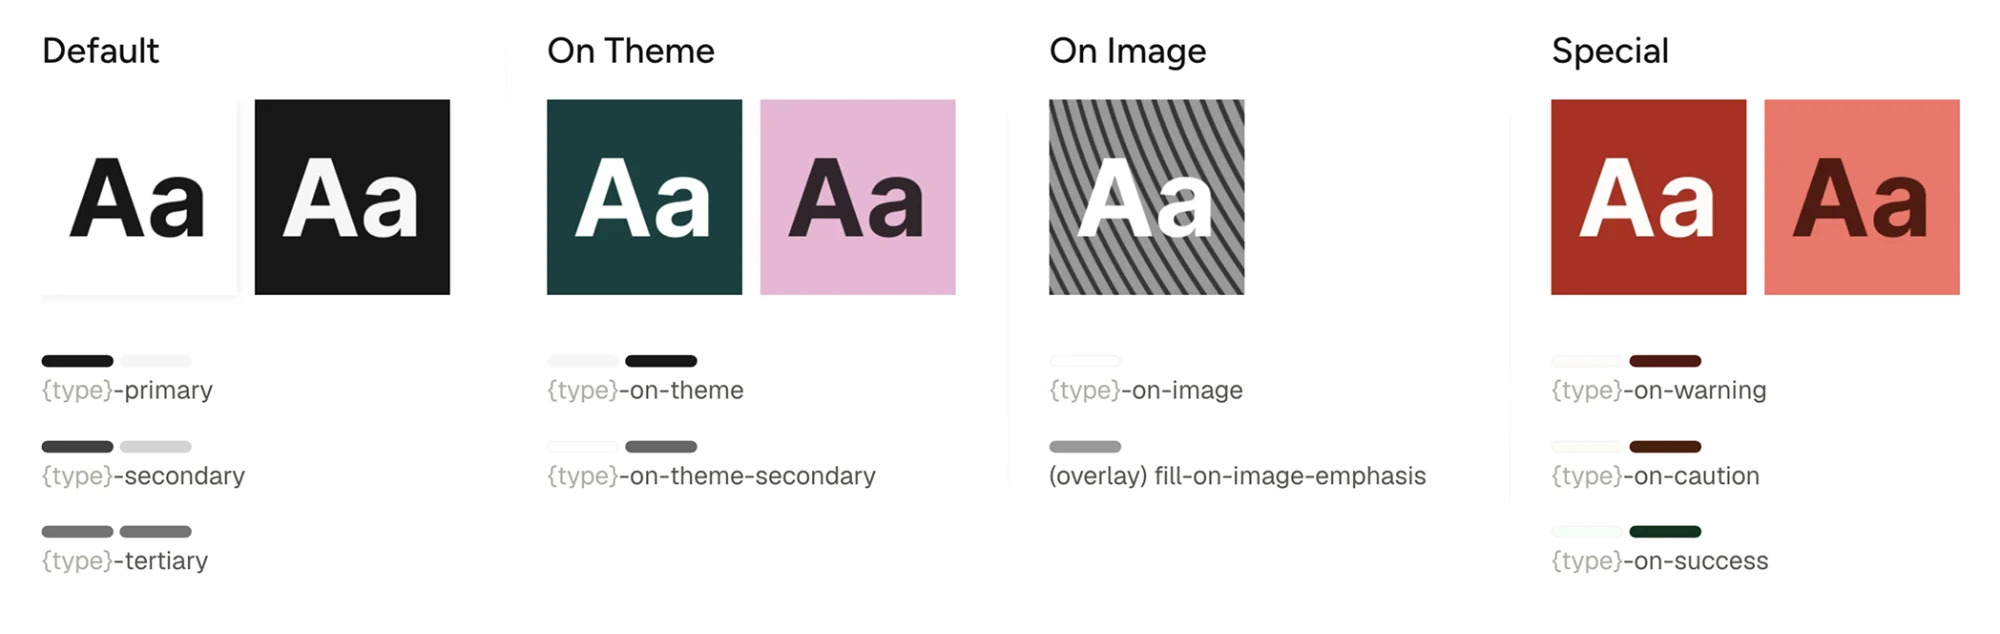 Default
Aa Aa
{type}-primary
{type}-secondary
{type}-tertiary
On Theme
Aa Aa
{type}-on-theme
{type}-on-theme-secondary
On Image
Aa
{type}-on-image
(overlay) fill-on-image-emphasis
Special
Aa Aa
{type}-on-warning
{type}-on-caution
{type}-on-success